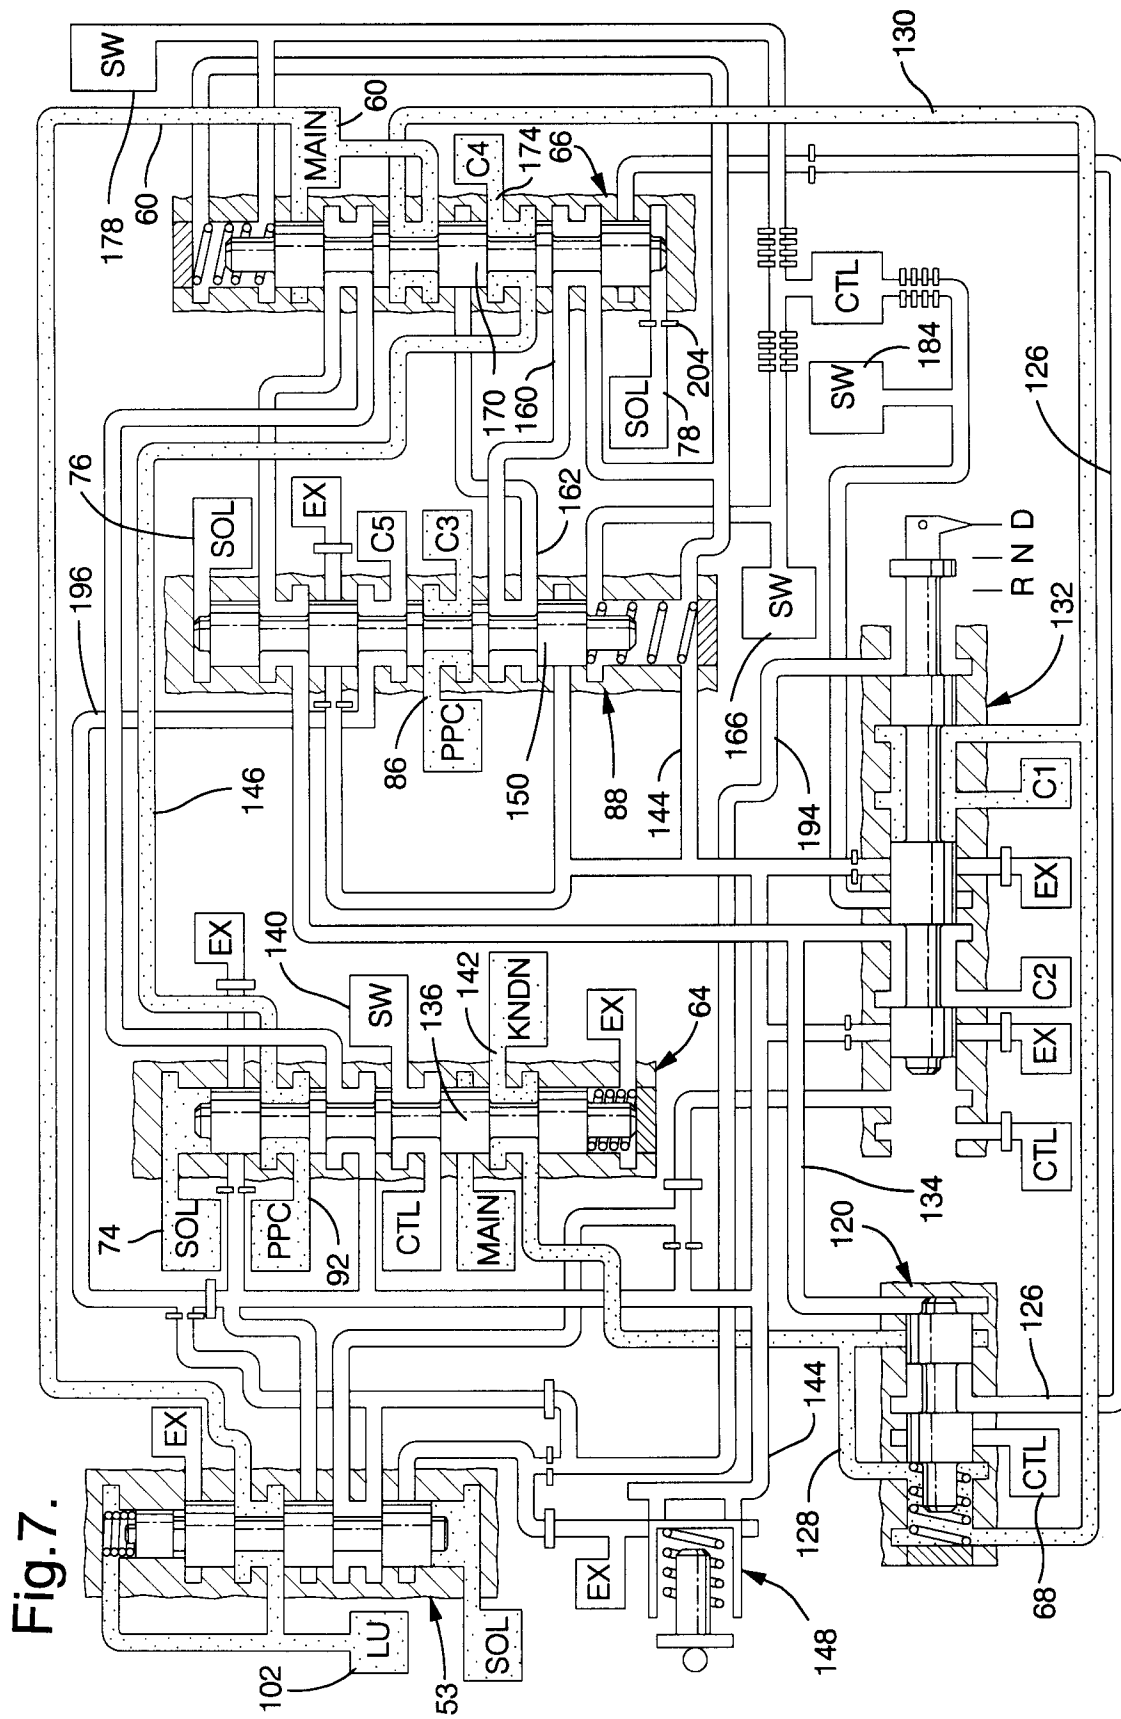 Fig.7.
SW
178
60
MAIN
60
C4
174
66
130
76
SOL
EX
C5
C3
170
160
162
SOL
78
204
CTL
SW
184
126
196
146
86
PPC
150
88
144
SW
166
194
R N D
132
C1
EX
C2
EX
CTL
134
EX
140
SW
142
KNDN
136
EX
64
74
SOL
PPC
92
CTL
MAIN
120
126
144
128
CTL
68
EX
LU
102
53
SOL
EX
148